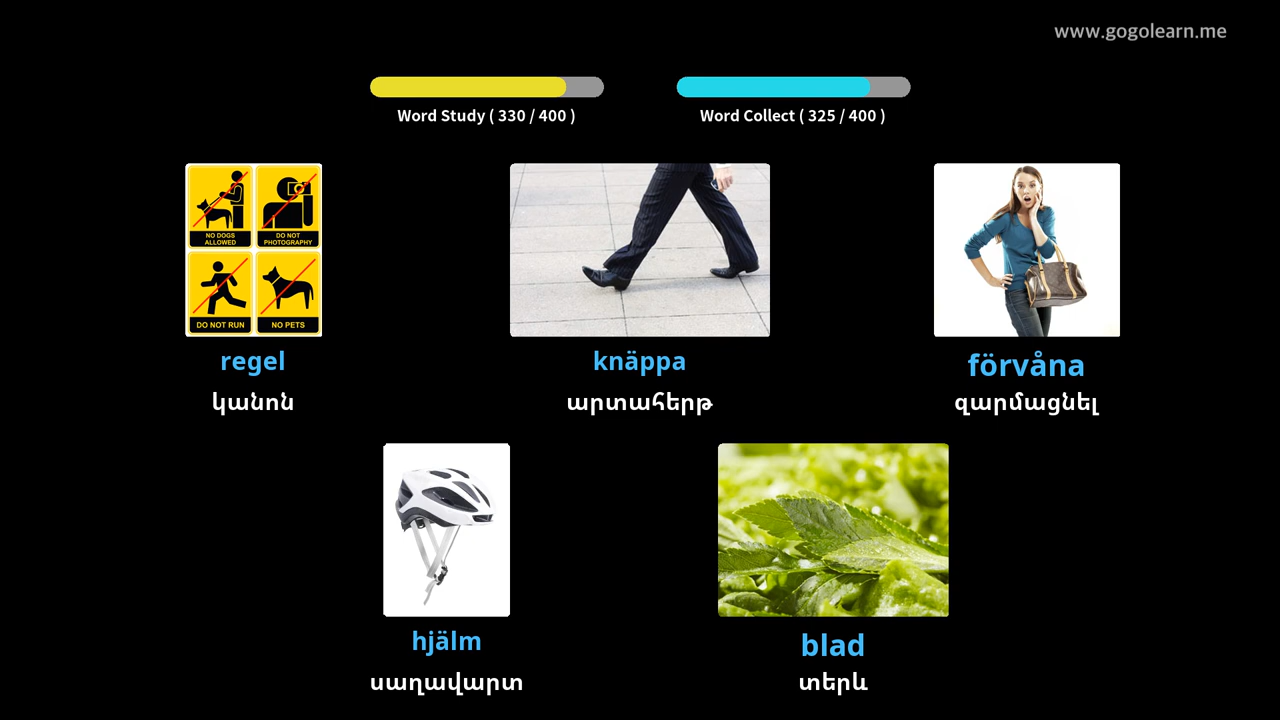 www.gogolearn.me
Word Study ( 330 / 400 )
Word Collect ( 325 / 400 )
NO DOGS
ALLOWED
DO NOT
PHOTOGRAPHY
DO NOT RUN
NO PETS
regel
knäppa
förvåna
կանոն
արտահերթ
զարմացնել
hjälm
blad
սաղավարտ
տերև